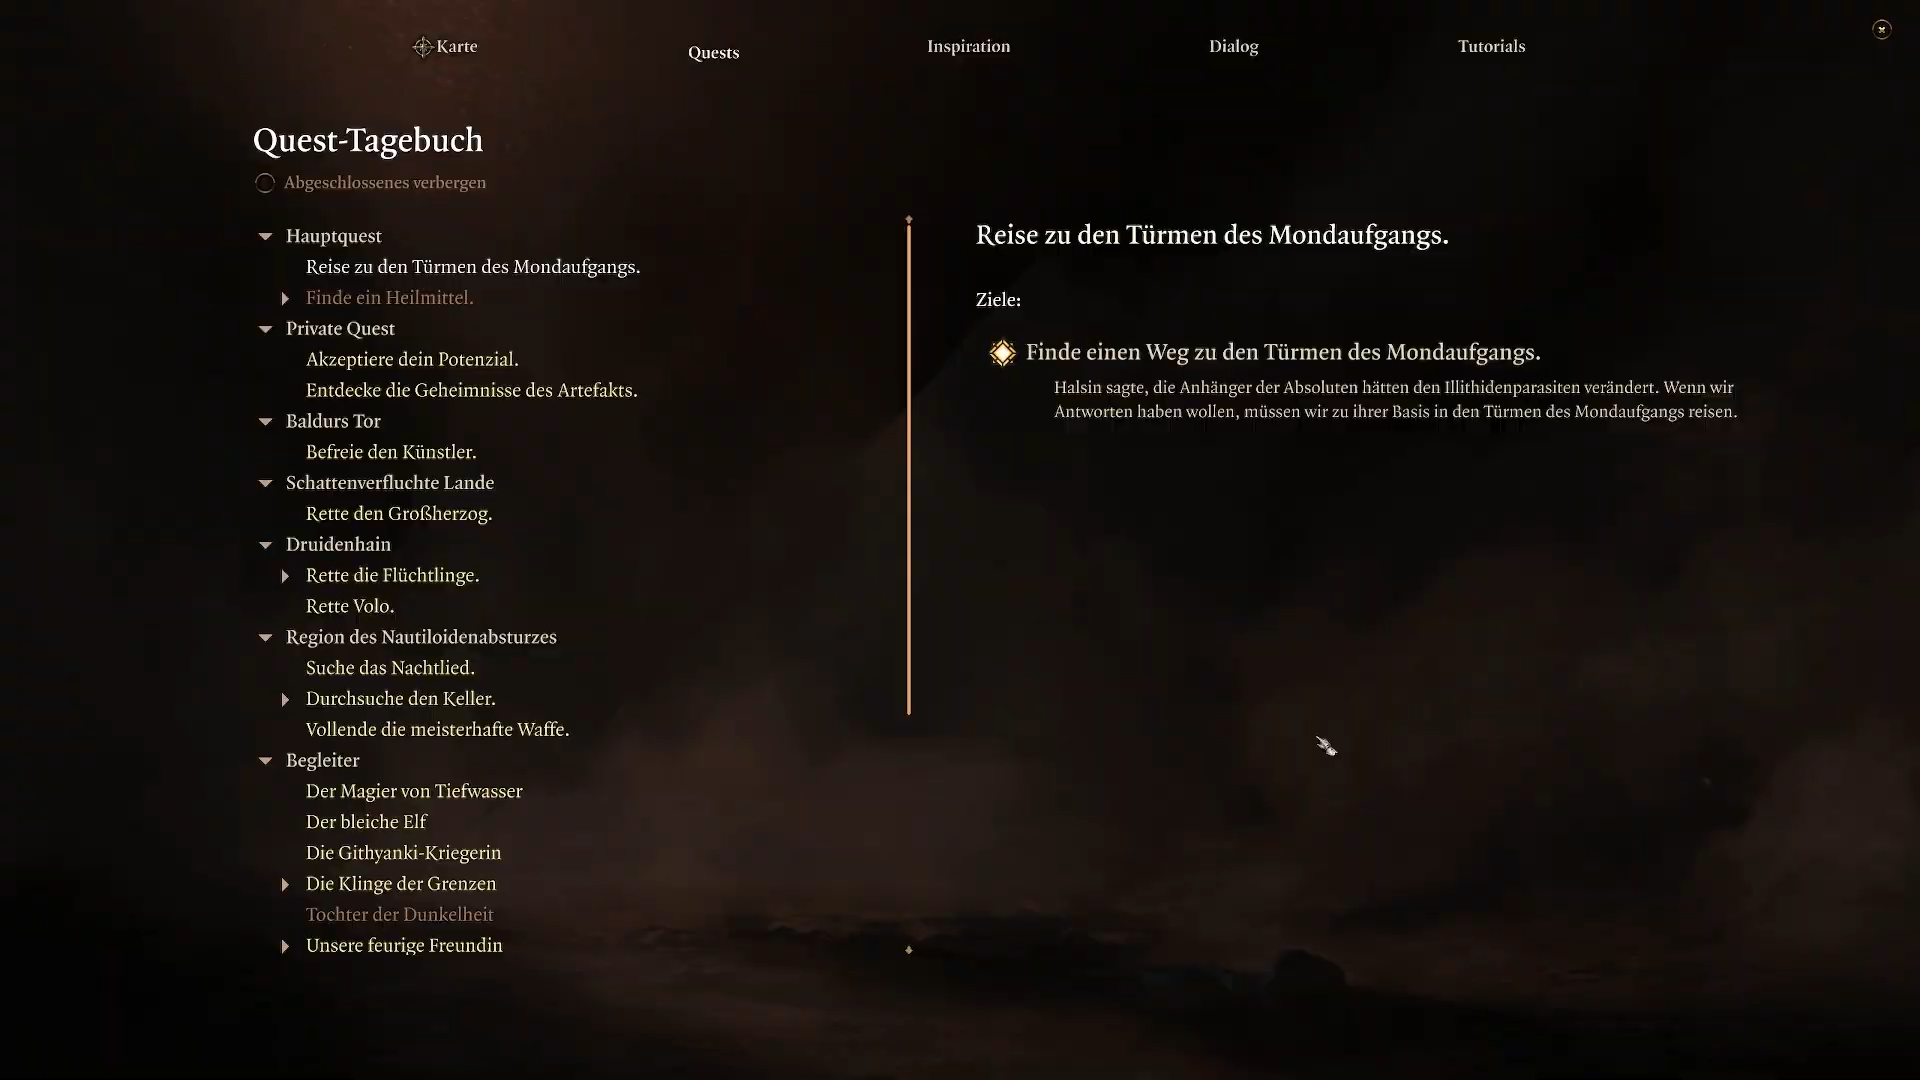 Karte
Quests
Inspiration
Dialog
Tutorials
Quest-Tagebuch
Abgeschlossenes verbergen
Hauptquest
Reise zu den Türmen des Mondaufgangs.
Finde ein Heilmittel.
Private Quest
Akzeptiere dein Potenzial.
Entdecke die Geheimnisse des Artefakts.
Baldurs Tor
Befreie den Künstler.
Schattenverfluchte Lande
Rette den Großherzog.
Druidenhain
Rette die Flüchtlinge.
Rette Volo.
Region des Nautiloidenabsturzes
Suche das Nachtlied.
Durchsuche den Keller.
Vollende die meisterhafte Waffe.
Begleiter
Der Magier von Tiefwasser
Der bleiche Elf
Die Githyanki-Kriegerin
Die Klinge der Grenzen
Tochter der Dunkelheit
Unsere feurige Freundin
Reise zu den Türmen des Mondaufgangs.
Ziele:
Finde einen Weg zu den Türmen des Mondaufgangs.
Halsin sagte, die Anhänger der Absoluten hätten den Illithidenparasiten verändert. Wenn wir
Antworten haben wollen, müssen wir zu ihrer Basis in den Türmen des Mondaufgangs reisen.